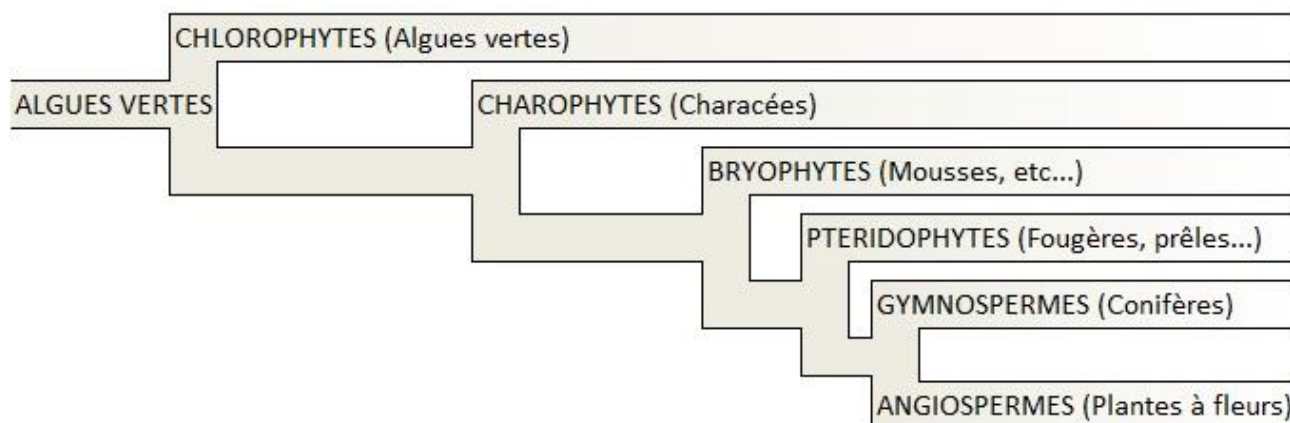 CHLOROPHYTES (Algues vertes)
ALGUES VERTES
CHAROPHYTES (Characées)
BRYOPHYTES (Mousses, etc...)
PTERIDOPHYTES (Fougères, prêles...)
GYMNOSPERMES (Conifères)
ANGIOSPERMES (Plantes à fleurs)